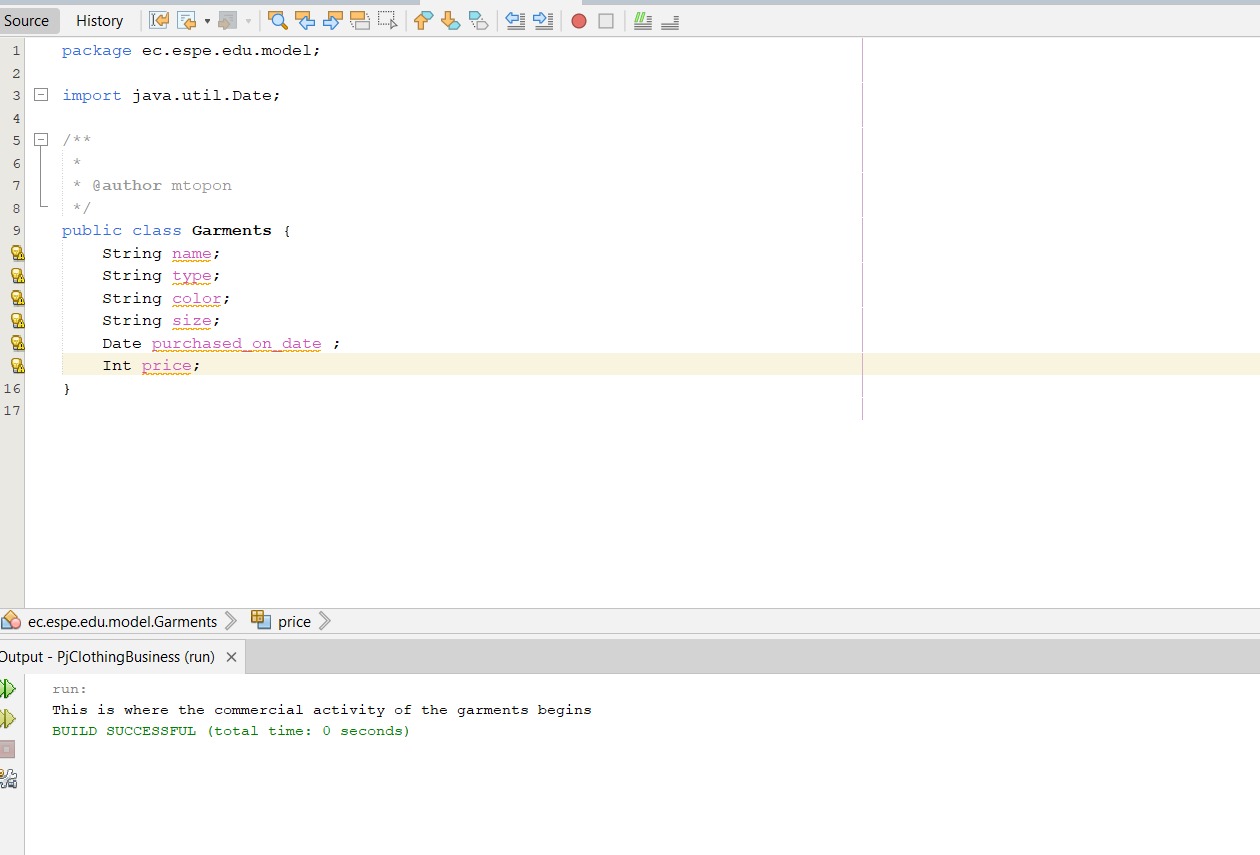 Source History
1 package ec.espe.edu.model;
2
3 import java.util.Date;
4
5 /**
6 *
7 * @author mtopon
8 */
9 public class Garments {
String name;
String type;
String color;
String size;
Date purchased_on_date ;
Int price;
16 }
17
ec.espe.edu.model.Garments price
Output - PjClothingBusiness (run)
run:
This is where the commercial activity of the garments begins
BUILD SUCCESSFUL (total time: 0 seconds)